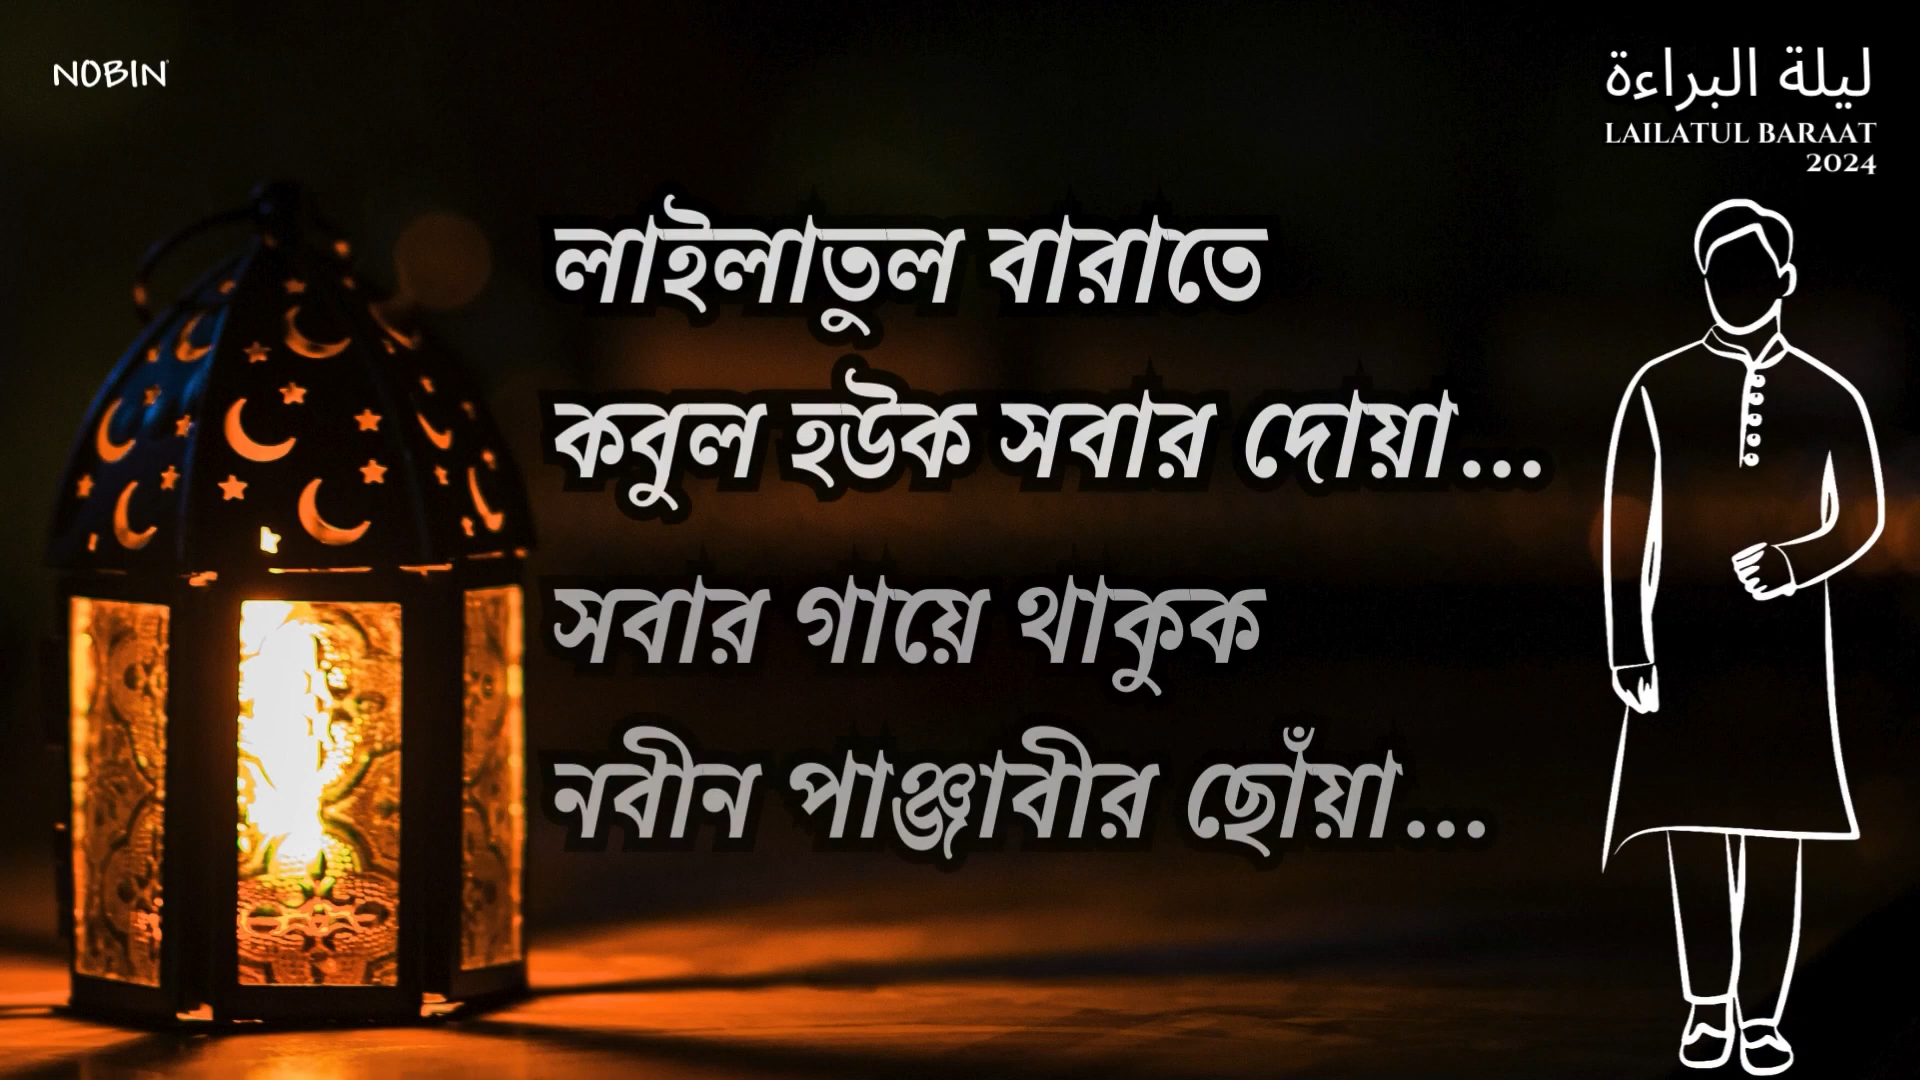 NOBIN
ليلة البراءة
LAILATUL BARAAT
2024
লাইলাতুল বারাতে
কবুল হউক সবার দোয়া...
সবার গায়ে থাকুক
নবীন পাঞ্জাবীর ছোঁয়া...